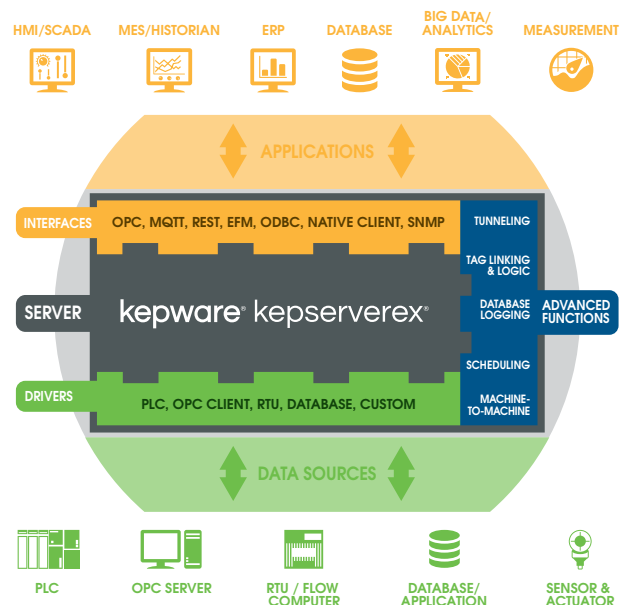 HMI/SCADA
MES/HISTORIAN
ERP
DATABASE
BIG DATA/
ANALYTICS
MEASUREMENT
APPLICATIONS
INTERFACES
OPC, MQTT, REST, EFM, ODBC, NATIVE CLIENT, SNMP
TUNNELING
TAG LINKING
& LOGIC
SERVER
kepware® kepserverex®
DATABASE
LOGGING
ADVANCED
FUNCTIONS
SCHEDULING
DRIVERS
PLC, OPC CLIENT, RTU, DATABASE, CUSTOM
MACHINE-
TO-MACHINE
DATA SOURCES
PLC
OPC SERVER
RTU / FLOW
COMPUTER
DATABASE/
APPLICATION
SENSOR &
ACTUATOR